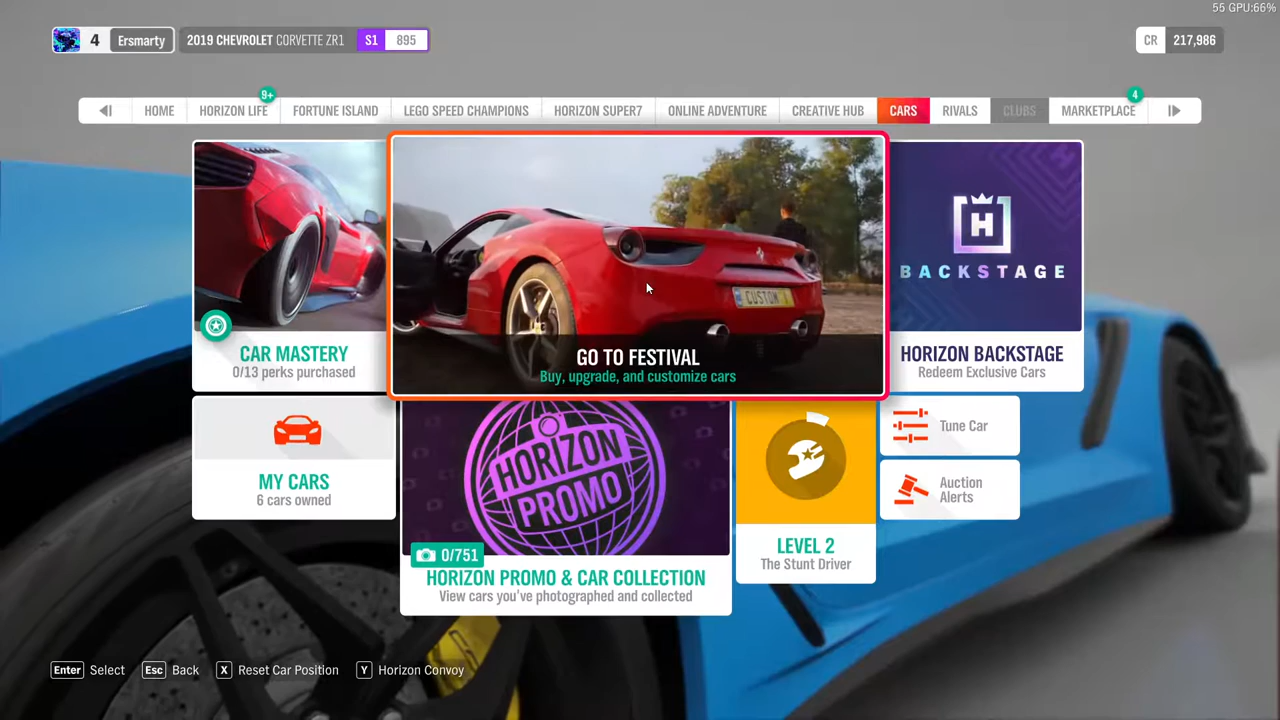 55 GPU:66%
4 Ersmarty 2019 CHEVROLET CORVETTE ZR1 S1 895
CR 217,986
9+ 4
HOME HORIZON LIFE FORTUNE ISLAND LEGO SPEED CHAMPIONS HORIZON SUPER7 ONLINE ADVENTURE CREATIVE HUB CARS RIVALS CLUBS MARKETPLACE
CAR MASTERY
0/13 perks purchased
CUSTOM
GO TO FESTIVAL
Buy, upgrade, and customize cars
H
BACKSTAGE
HORIZON BACKSTAGE
Redeem Exclusive Cars
MY CARS
6 cars owned
HORIZON
PROMO
0/751
HORIZON PROMO & CAR COLLECTION
View cars you've photographed and collected
LEVEL 2
The Stunt Driver
Tune Car
Auction
Alerts
Enter Select Esc Back X Reset Car Position Y Horizon Convoy